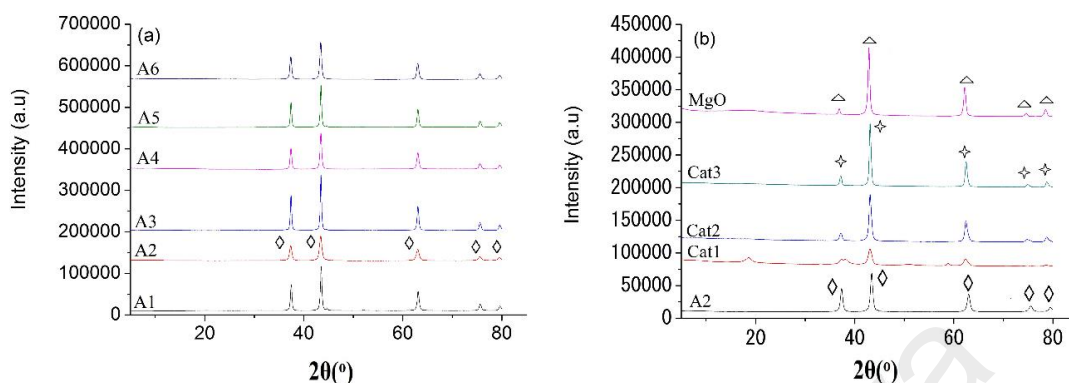 (a)
700000
600000
500000
400000
300000
200000
100000
0
Intensity (a.u)
A6
A5
A4
A3
A2
A1
20
40
60
80
2θ(º)
(b)
450000
400000
350000
300000
250000
200000
150000
100000
50000
0
Intensity (a.u)
MgO
Cat3
Cat2
Cat1
A2
20
40
60
80
2θ(º)